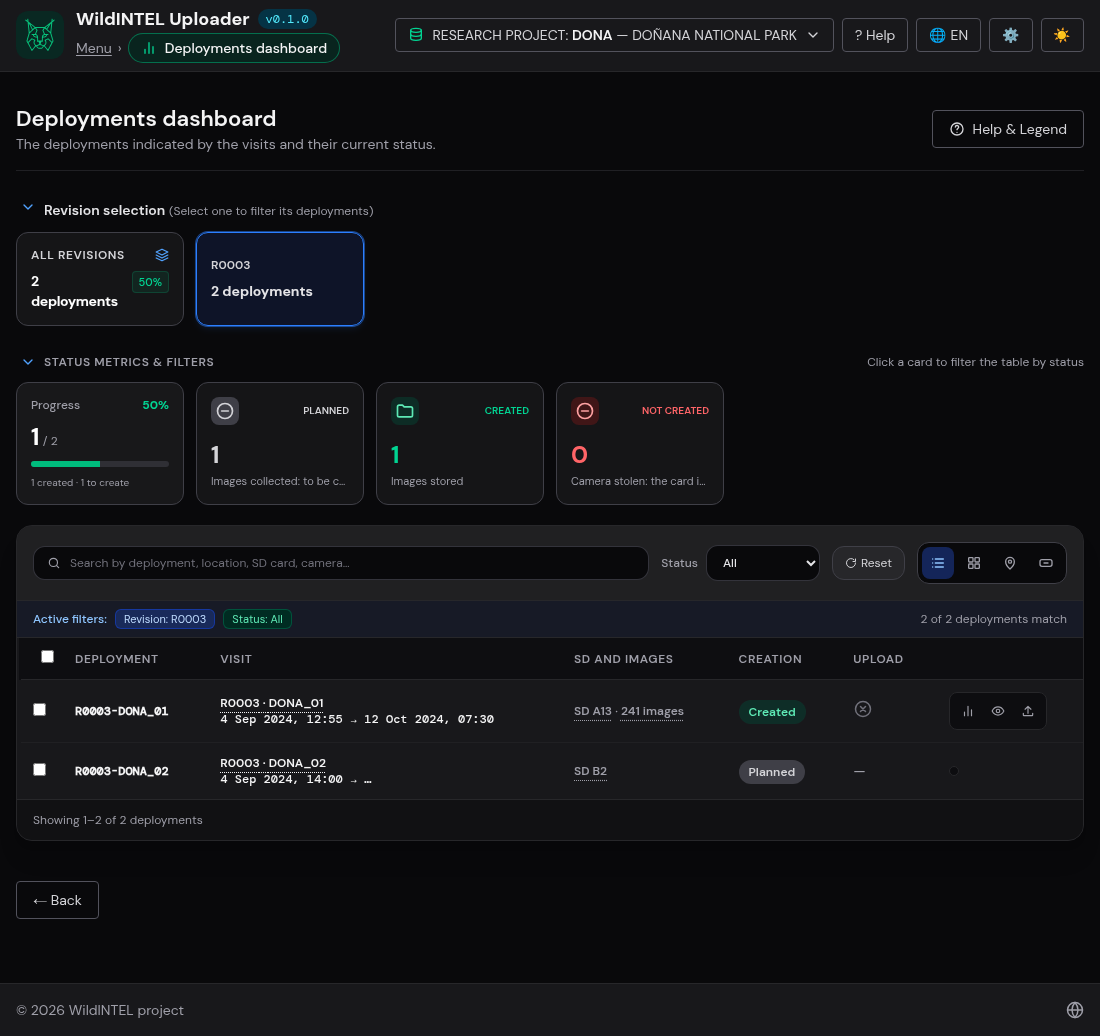 WildINTEL Uploader v0.1.0
Menu › Deployments dashboard
RESEARCH PROJECT: DONA — DOÑANA NATIONAL PARK
? Help
EN
Deployments dashboard
The deployments indicated by the visits and their current status.
Help & Legend
Revision selection (Select one to filter its deployments)
ALL REVISIONS
2 deployments
50%
R0003
2 deployments
STATUS METRICS & FILTERS
Click a card to filter the table by status
Progress 50%
1 / 2
1 created · 1 to create
PLANNED
1
Images collected: to be c…
CREATED
1
Images stored
NOT CREATED
0
Camera stolen: the card i…
Search by deployment, location, SD card, camera…
Status All Reset
Active filters: Revision: R0003 Status: All
2 of 2 deployments match
DEPLOYMENT VISIT SD AND IMAGES CREATION UPLOAD
R0003-DONA_01
R0003 · DONA_01
4 Sep 2024, 12:55 → 12 Oct 2024, 07:30
SD A13 · 241 images
Created
R0003-DONA_02
R0003 · DONA_02
4 Sep 2024, 14:00 → …
SD B2
Planned
—
Showing 1–2 of 2 deployments
← Back
© 2026 WildINTEL project